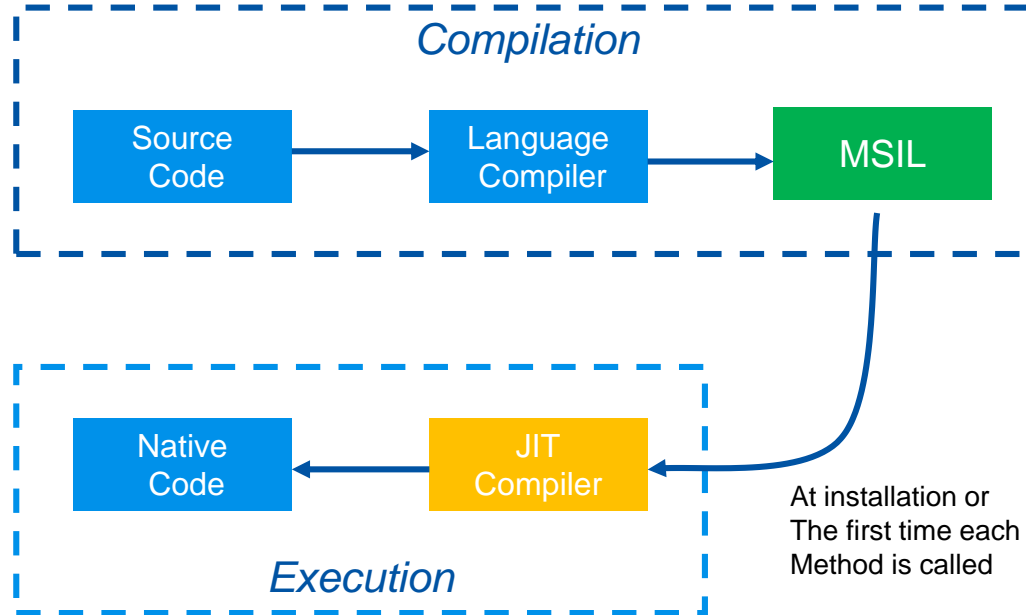 Compilation
Source
Code
Language
Compiler
MSIL
Native
Code
JIT
Compiler
At installation or
The first time each
Method is called
Execution